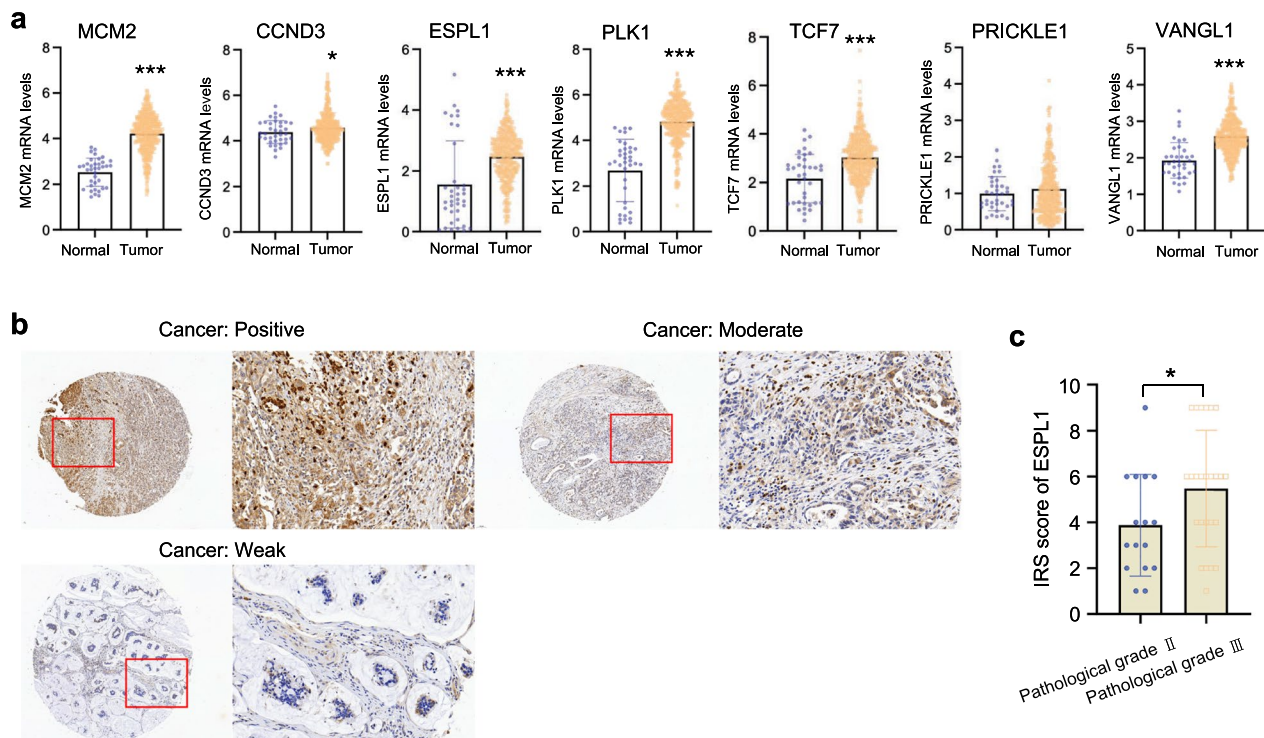 a
MCM2
MCM2 mRNA levels
6
4
2
0
***
Normal Tumor
CCND3
CCND3 mRNA levels
8
6
4
2
0
*
Normal Tumor
ESPL1
ESPL1 mRNA levels
6
4
2
0
***
Normal Tumor
PLK1
PLK1 mRNA levels
8
6
4
2
0
***
Normal Tumor
TCF7
TCF7 mRNA levels
8
6
4
2
0
***
Normal Tumor
PRICKLE1
PRICKLE1 mRNA levels
5
4
3
2
1
0
Normal Tumor
VANGL1
VANGL1 mRNA levels
5
4
3
2
1
0
***
Normal Tumor
b
Cancer: Positive
Cancer: Moderate
Cancer: Weak
c
IRS score of ESPL1
10
8
6
4
2
0
*
Pathological grade Ⅱ
Pathological grade Ⅲ